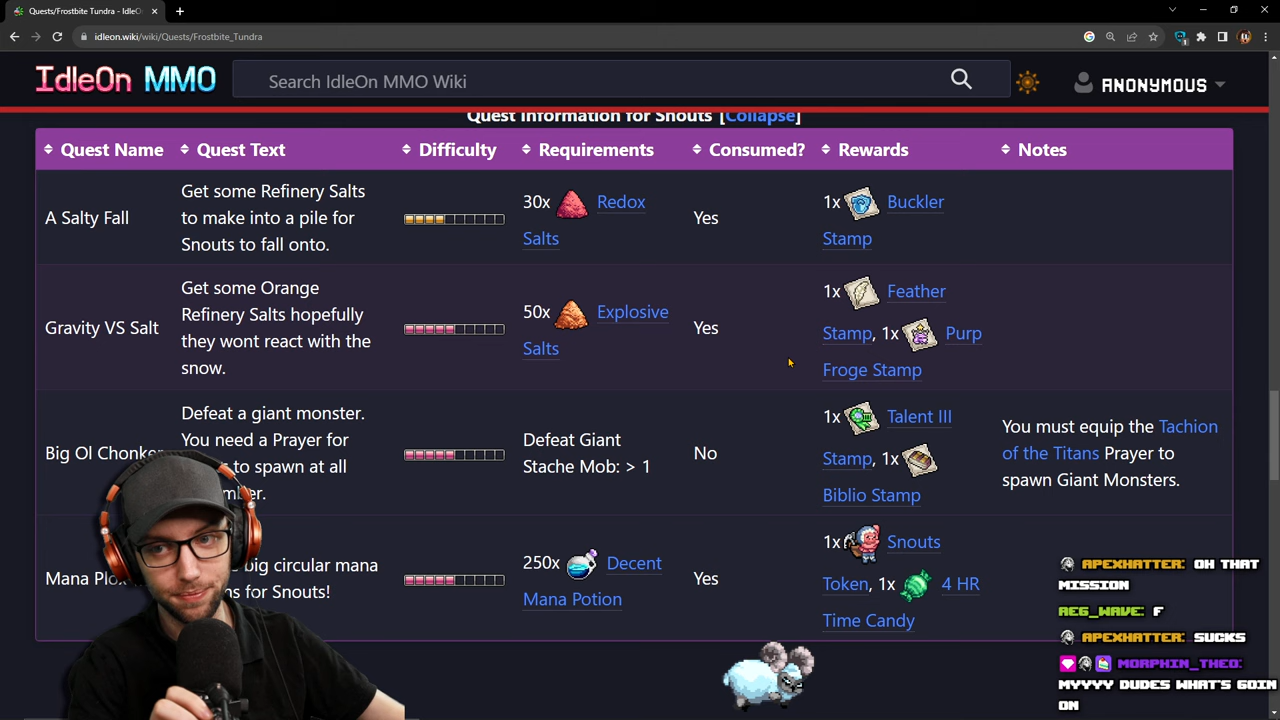 Quests/Frostbite Tundra - IdleO
idleon.wiki/wiki/Quests/Frostbite_Tundra
IdleOn MMO
Search IdleOn MMO Wiki
ANONYMOUS
Quest Information for Snouts [Collapse]
Quest Name Quest Text Difficulty Requirements Consumed? Rewards Notes
A Salty Fall
Get some Refinery Salts
to make into a pile for
Snouts to fall onto.
30x Redox
Salts
Yes
1x Buckler
Stamp
Gravity VS Salt
Get some Orange
Refinery Salts hopefully
they wont react with the
snow.
50x Explosive
Salts
Yes
1x Feather
Stamp, 1x Purp
Froge Stamp
Big Ol Chonker
Defeat a giant monster.
You need a Prayer for
to spawn at all
Defeat Giant
Stache Mob: > 1
No
1x Talent III
Stamp, 1x
Biblio Stamp
You must equip the Tachion
of the Titans Prayer to
spawn Giant Monsters.
Mana
big circular mana
for Snouts!
250x Decent
Mana Potion
Yes
1x Snouts
Token, 1x 4 HR
Time Candy
APEXHATTER: OH THAT
MISSION
REG_WAVE: F
APEXHATTER: SUCKS
MORPHIN_THEO:
MYYYY DUDES WHAT'S GOIN
ON
1